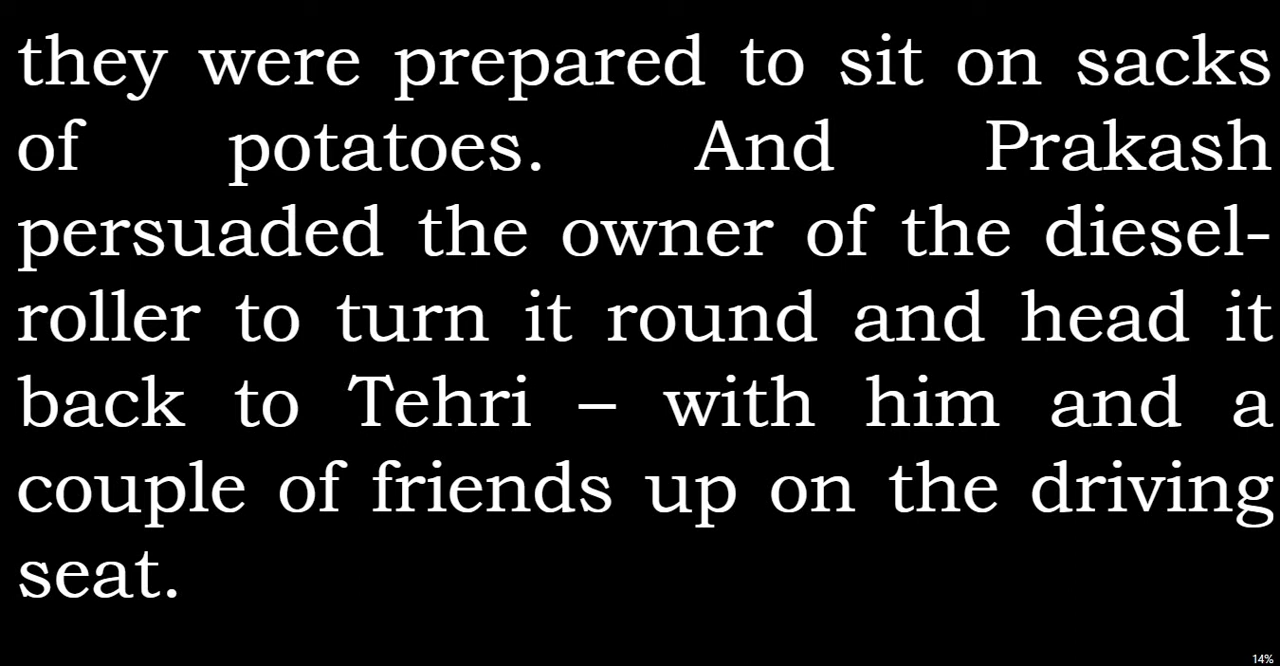 they were prepared to sit on sacks
of potatoes. And Prakash
persuaded the owner of the diesel-
roller to turn it round and head it
back to Tehri – with him and a
couple of friends up on the driving
seat.
14%